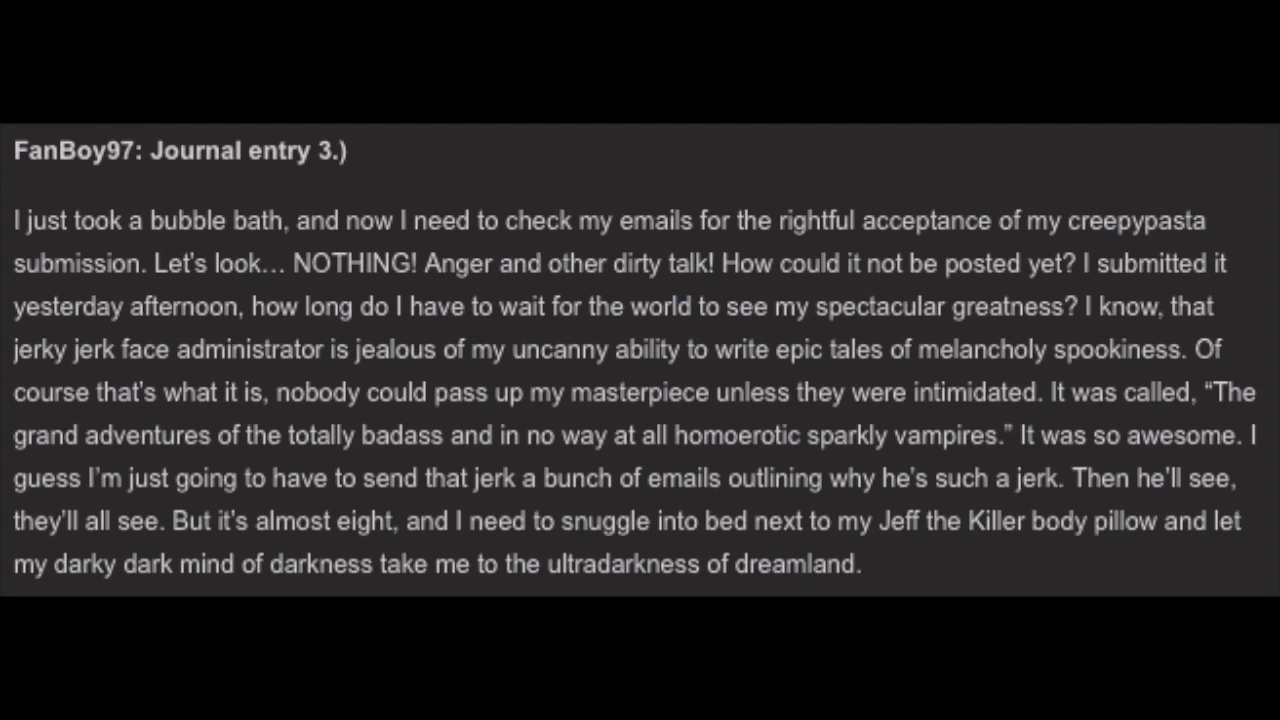 FanBoy97: Journal entry 3.)
I just took a bubble bath, and now I need to check my emails for the rightful acceptance of my creepypasta
submission. Let's look… NOTHING! Anger and other dirty talk! How could it not be posted yet? I submitted it
yesterday afternoon, how long do I have to wait for the world to see my spectacular greatness? I know, that
jerky jerk face administrator is jealous of my uncanny ability to write epic tales of melancholy spookiness. Of
course that's what it is, nobody could pass up my masterpiece unless they were intimidated. It was called, “The
grand adventures of the totally badass and in no way at all homoerotic sparkly vampires.” It was so awesome. I
guess I'm just going to have to send that jerk a bunch of emails outlining why he's such a jerk. Then he'll see,
they'll all see. But it's almost eight, and I need to snuggle into bed next to my Jeff the Killer body pillow and let
my darky dark mind of darkness take me to the ultradarkness of dreamland.